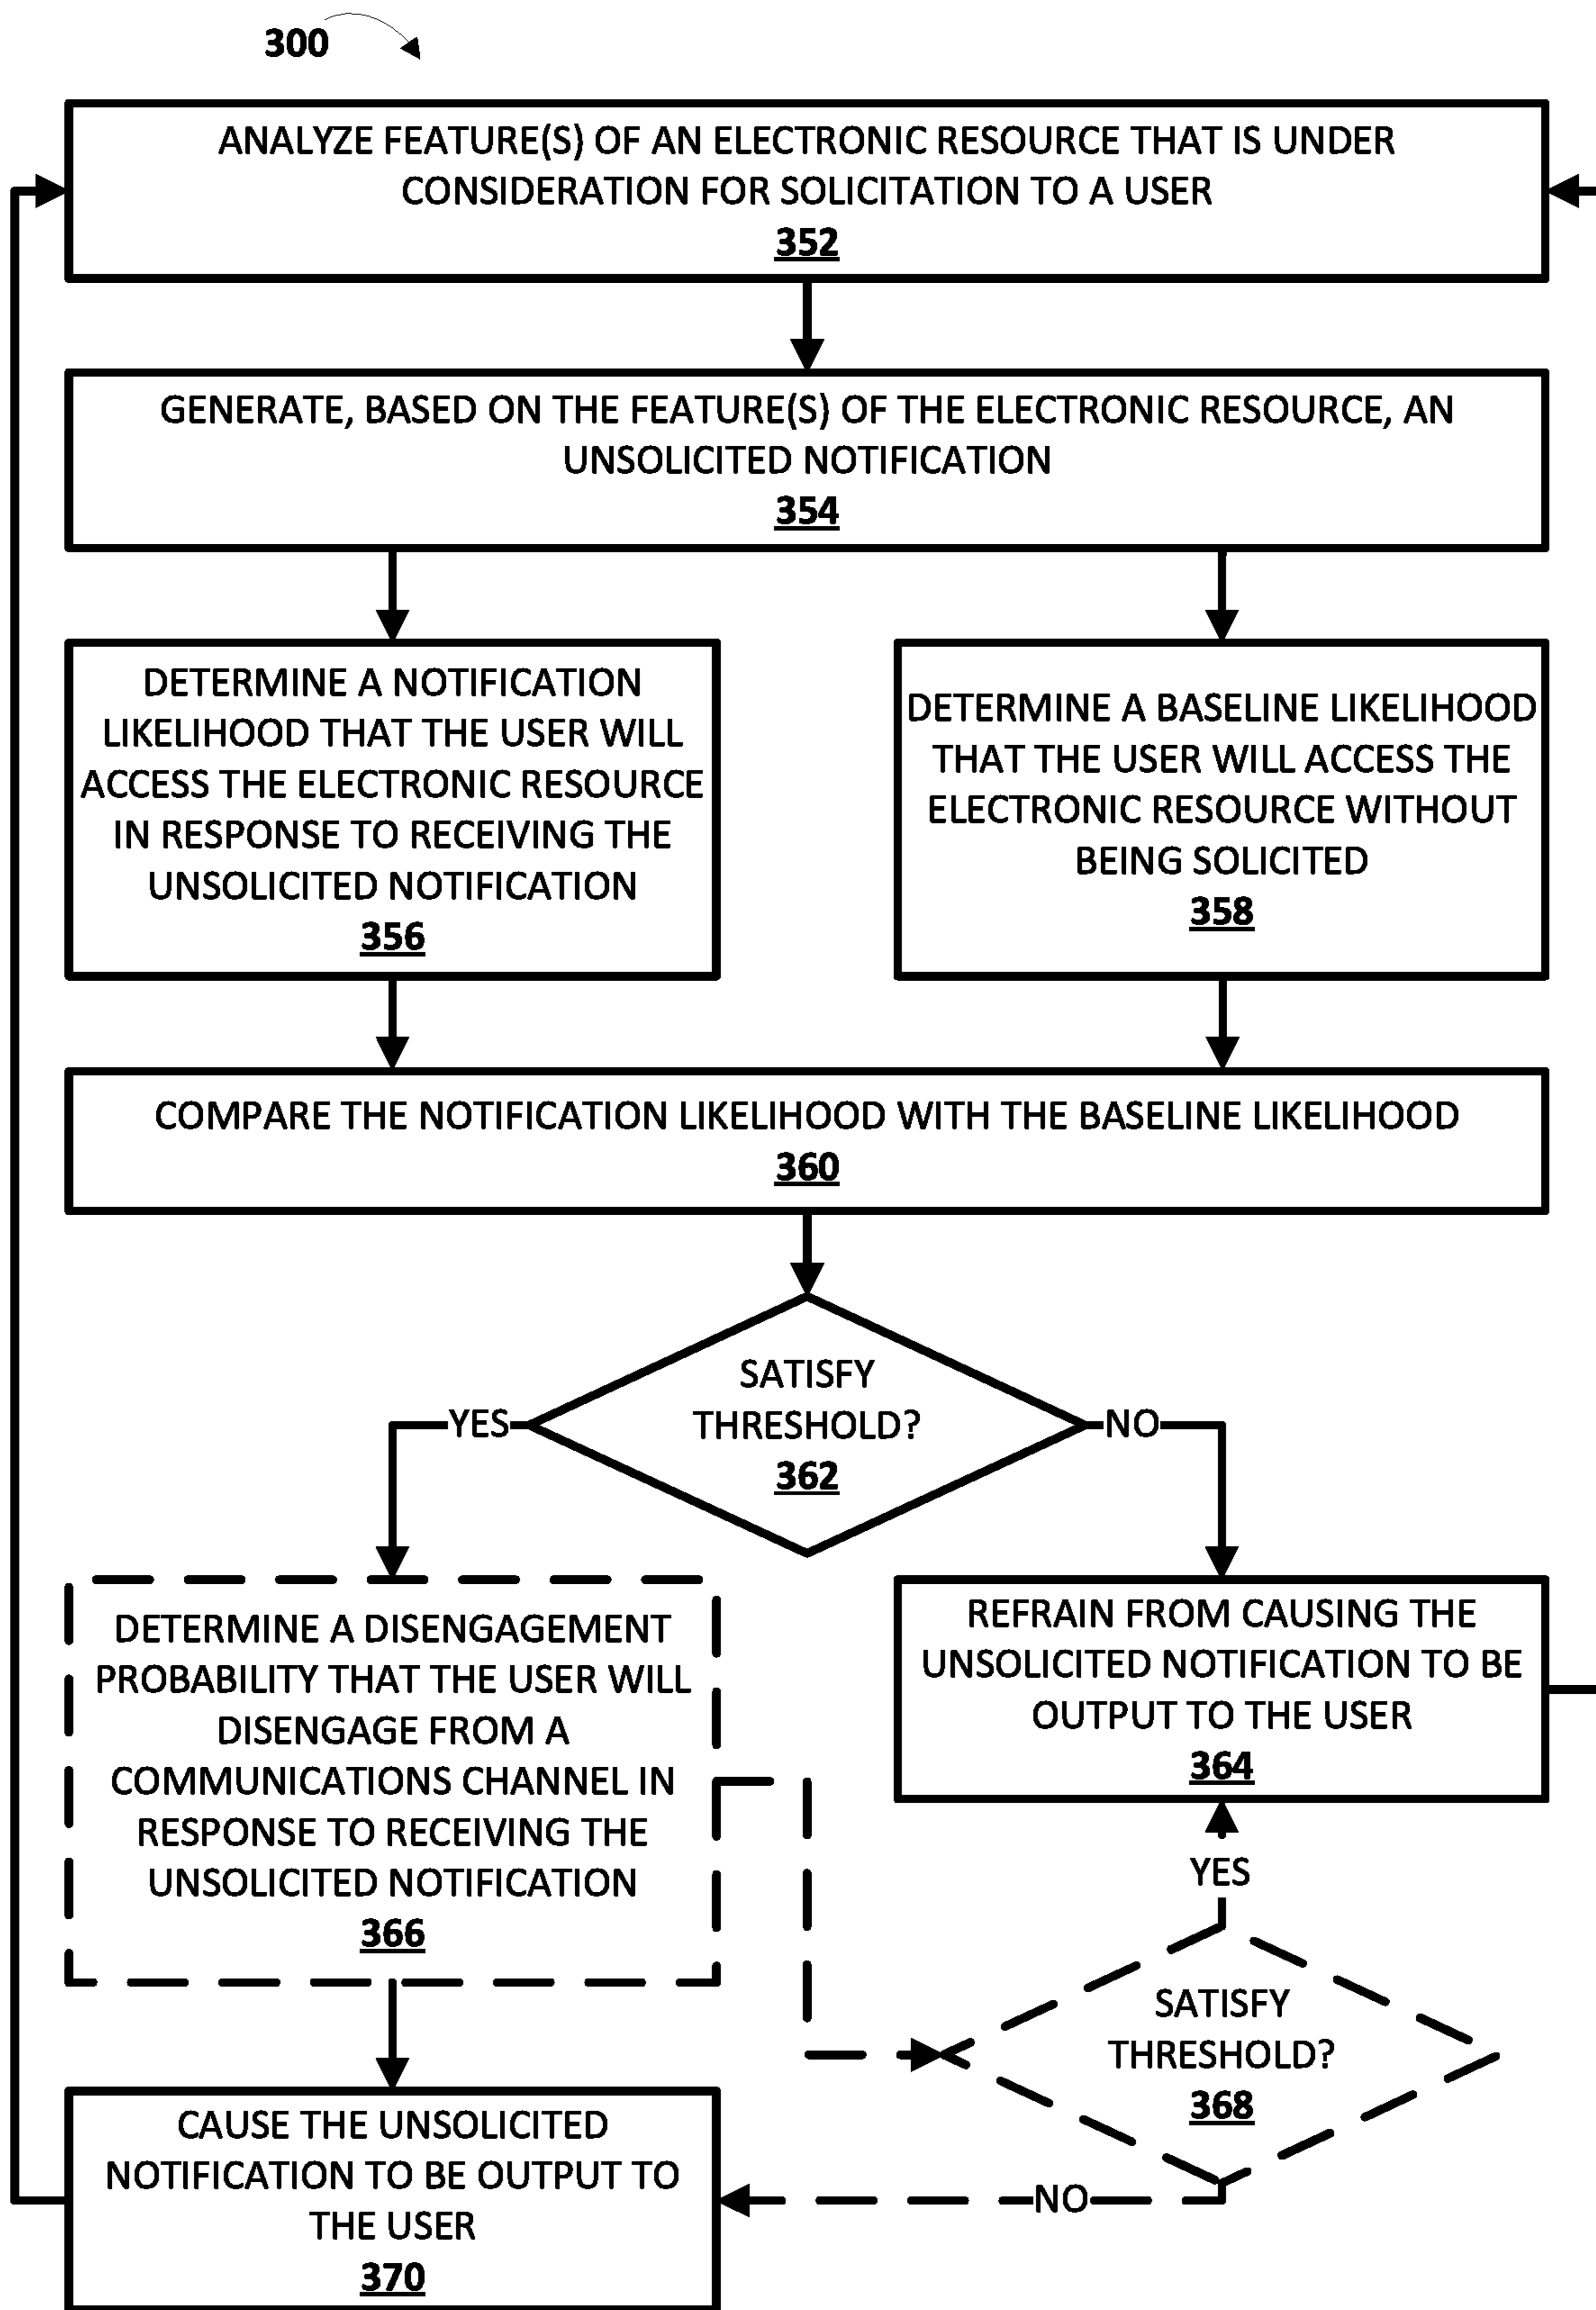 300
ANALYZE FEATURE(S) OF AN ELECTRONIC RESOURCE THAT IS UNDER
CONSIDERATION FOR SOLICITATION TO A USER
352
GENERATE, BASED ON THE FEATURE(S) OF THE ELECTRONIC RESOURCE, AN
UNSOLICITED NOTIFICATION
354
DETERMINE A NOTIFICATION
LIKELIHOOD THAT THE USER WILL
ACCESS THE ELECTRONIC RESOURCE
IN RESPONSE TO RECEIVING THE
UNSOLICITED NOTIFICATION
356
DETERMINE A BASELINE LIKELIHOOD
THAT THE USER WILL ACCESS THE
ELECTRONIC RESOURCE WITHOUT
BEING SOLICITED
358
COMPARE THE NOTIFICATION LIKELIHOOD WITH THE BASELINE LIKELIHOOD
360
SATISFY
THRESHOLD?
362
YES
NO
DETERMINE A DISENGAGEMENT
PROBABILITY THAT THE USER WILL
DISENGAGE FROM A
COMMUNICATIONS CHANNEL IN
RESPONSE TO RECEIVING THE
UNSOLICITED NOTIFICATION
366
REFRAIN FROM CAUSING THE
UNSOLICITED NOTIFICATION TO BE
OUTPUT TO THE USER
364
YES
SATISFY
THRESHOLD?
368
NO
CAUSE THE UNSOLICITED
NOTIFICATION TO BE OUTPUT TO
THE USER
370